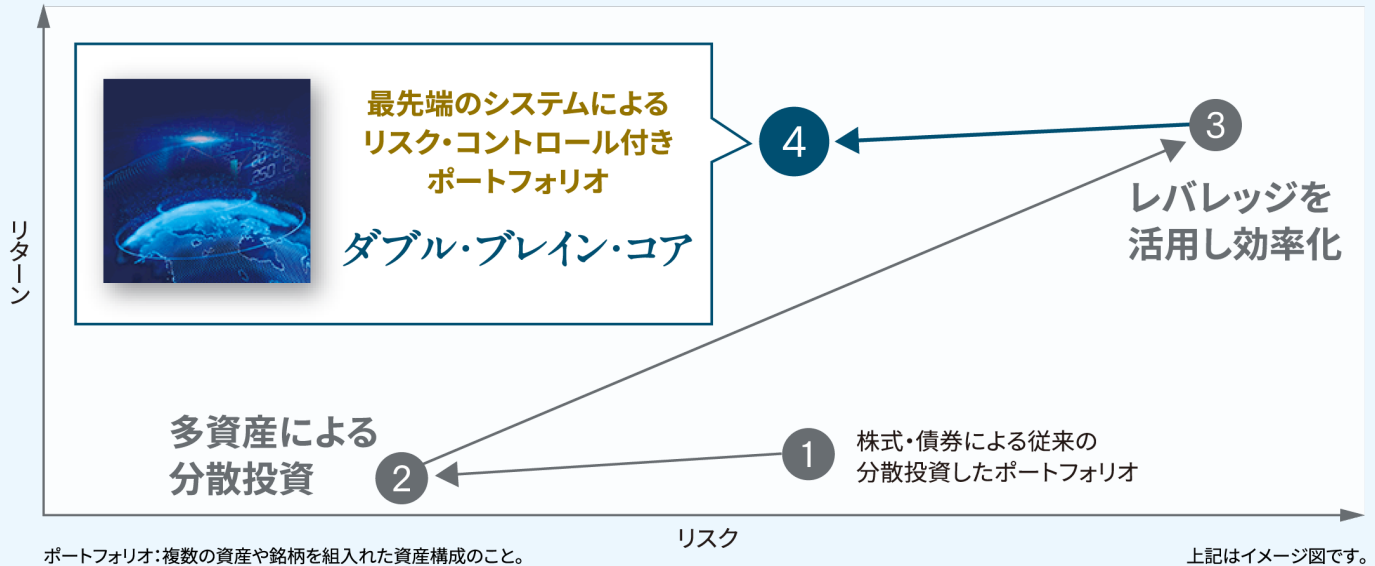 最先端のシステムによる
リスク・コントロール付き
ポートフォリオ
ダブル・ブレイン・コア
4
3
レバレッジを
活用し効率化
リターン
多資産による
分散投資
2
1
株式・債券による従来の
分散投資したポートフォリオ
リスク
ポートフォリオ：複数の資産や銘柄を組入れた資産構成のこと。
上記はイメージ図です。